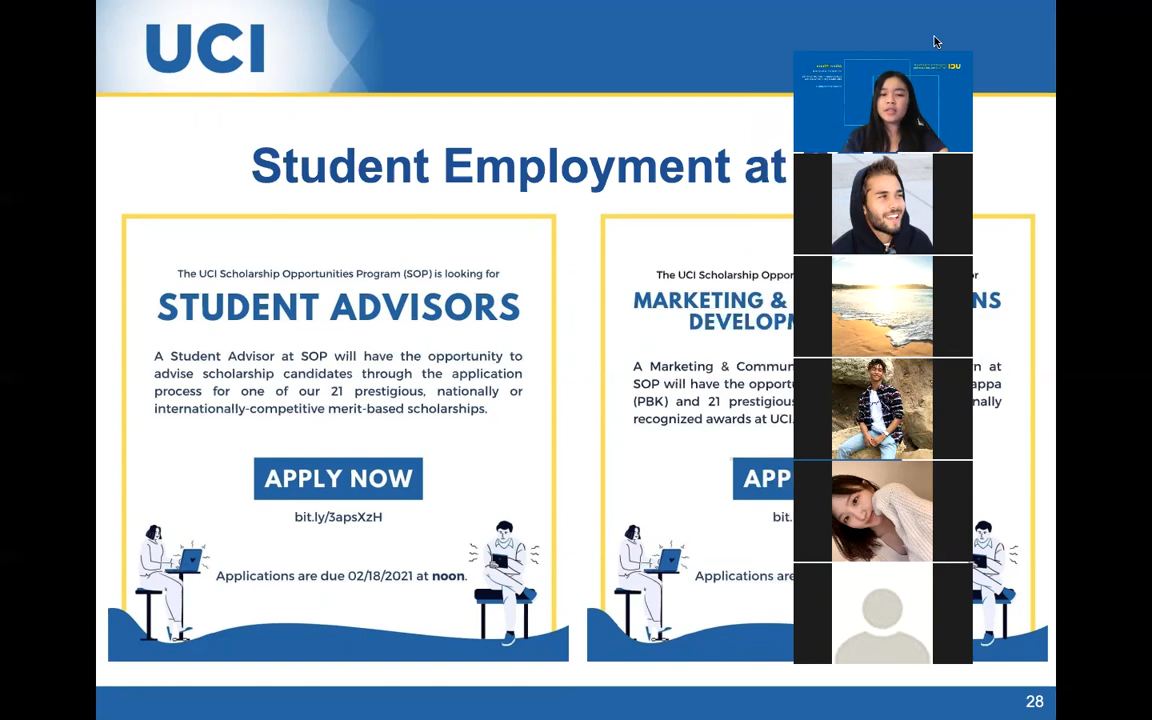 UCI
Student Employment at
The UCI Scholarship Opportunities Program (SOP) is looking for
STUDENT ADVISORS
A Student Advisor at SOP will have the opportunity to
advise scholarship candidates through the application
process for one of our 21 prestigious, nationally or
internationally-competitive merit-based scholarships.
APPLY NOW
bit.ly/3apsXzH
Applications are due 02/18/2021 at noon.
The UCI Scholarship Oppor
MARKETING & NS
DEVELOPM
A Marketing & Commun n at
SOP will have the opportu appa
(PBK) and 21 prestigious nally
recognized awards at UCI.
APP
bit.
Applications are
28